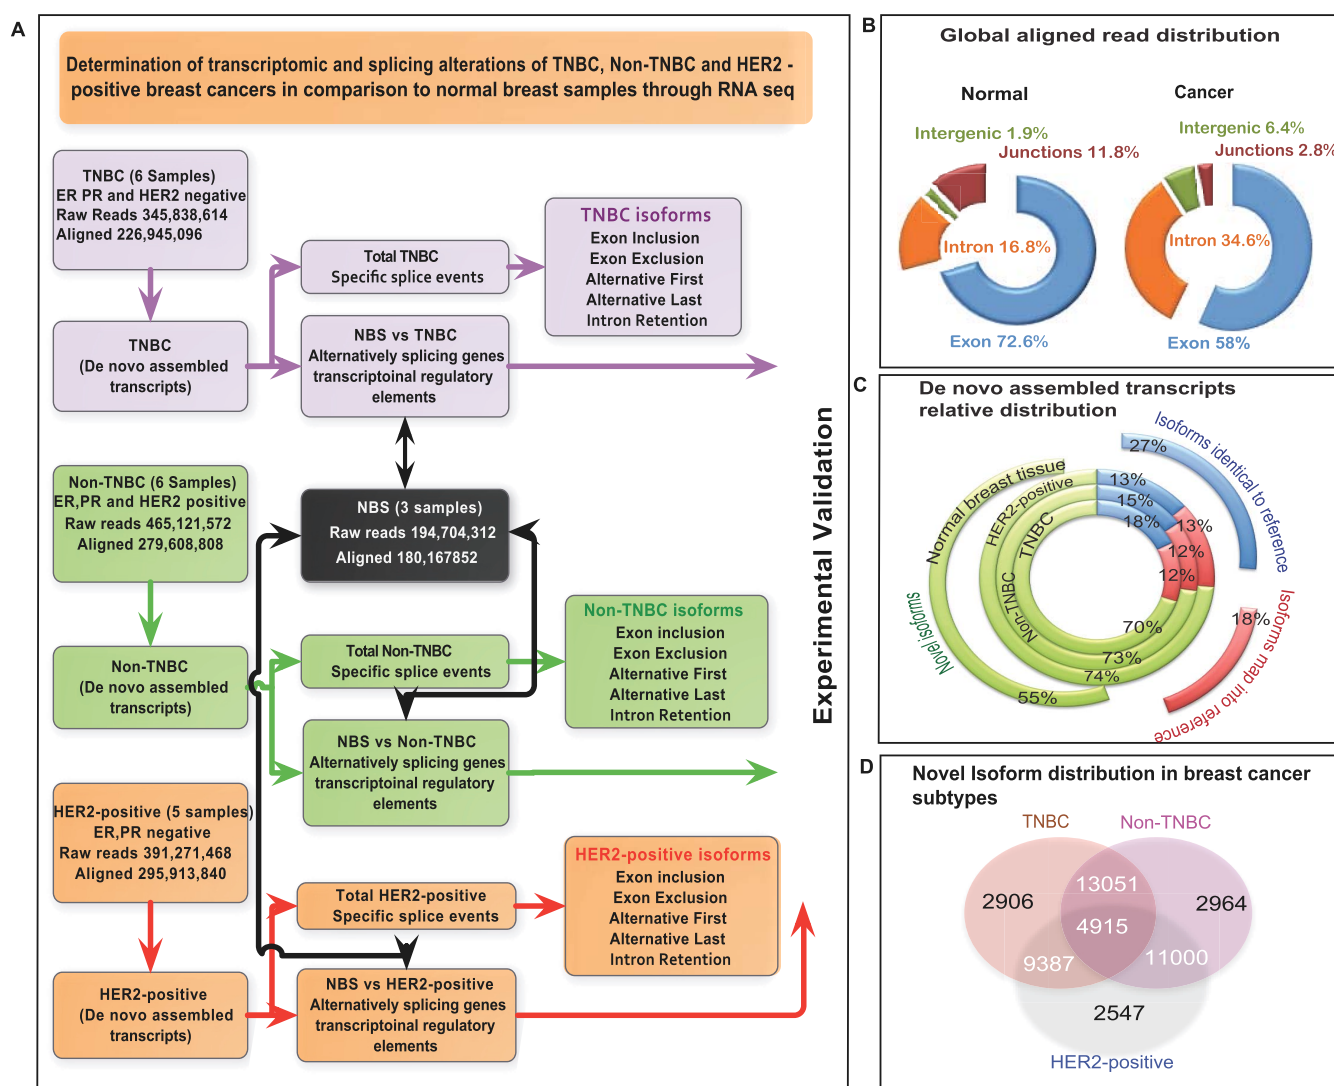 A
Determination of transcriptomic and splicing alterations of TNBC, Non-TNBC and HER2 -
positive breast cancers in comparison to normal breast samples through RNA seq
TNBC (6 Samples)
ER PR and HER2 negative
Raw Reads 345,838,614
Aligned 226,945,096
TNBC
(De novo assembled
transcripts)
Total TNBC
Specific splice events
NBS vs TNBC
Alternatively splicing genes
transcriptoinal regulatory
elements
TNBC isoforms
Exon Inclusion
Exon Exclusion
Alternative First
Alternative Last
Intron Retention
Non-TNBC (6 Samples)
ER,PR and HER2 positive
Raw reads 465,121,572
Aligned 279,608,808
NBS (3 samples)
Raw reads 194,704,312
Aligned 180,167852
Non-TNBC
(De novo assembled
transcripts)
Total Non-TNBC
Specific splice events
NBS vs Non-TNBC
Alternatively splicing genes
transcriptoinal regulatory
elements
Non-TNBC isoforms
Exon inclusion
Exon Exclusion
Alternative First
Alternative Last
Intron Retention
HER2-positive (5 samples)
ER,PR negative
Raw reads 391,271,468
Aligned 295,913,840
HER2-positive
(De novo assembled
transcripts)
Total HER2-positive
Specific splice events
NBS vs HER2-positive
Alternatively splicing genes
transcriptoinal regulatory
elements
HER2-positive isoforms
Exon inclusion
Exon Exclusion
Alternative First
Alternative Last
Intron Retention
Experimental Validation
B
Global aligned read distribution
Normal
Intergenic 1.9%
Junctions 11.8%
Intron 16.8%
Exon 72.6%
Cancer
Intergenic 6.4%
Junctions 2.8%
Intron 34.6%
Exon 58%
C
De novo assembled transcripts
relative distribution
Isoforms identical to reference
27%
Normal breast tissue
HER2-positive
TNBC
Non-TNBC
13%
15%
18%
13%
12%
12%
18%
Isoforms map into reference
70%
73%
74%
55%
Novel isoforms
D
Novel Isoform distribution in breast cancer
subtypes
TNBC
Non-TNBC
13051
2906
2964
4915
9387
11000
2547
HER2-positive